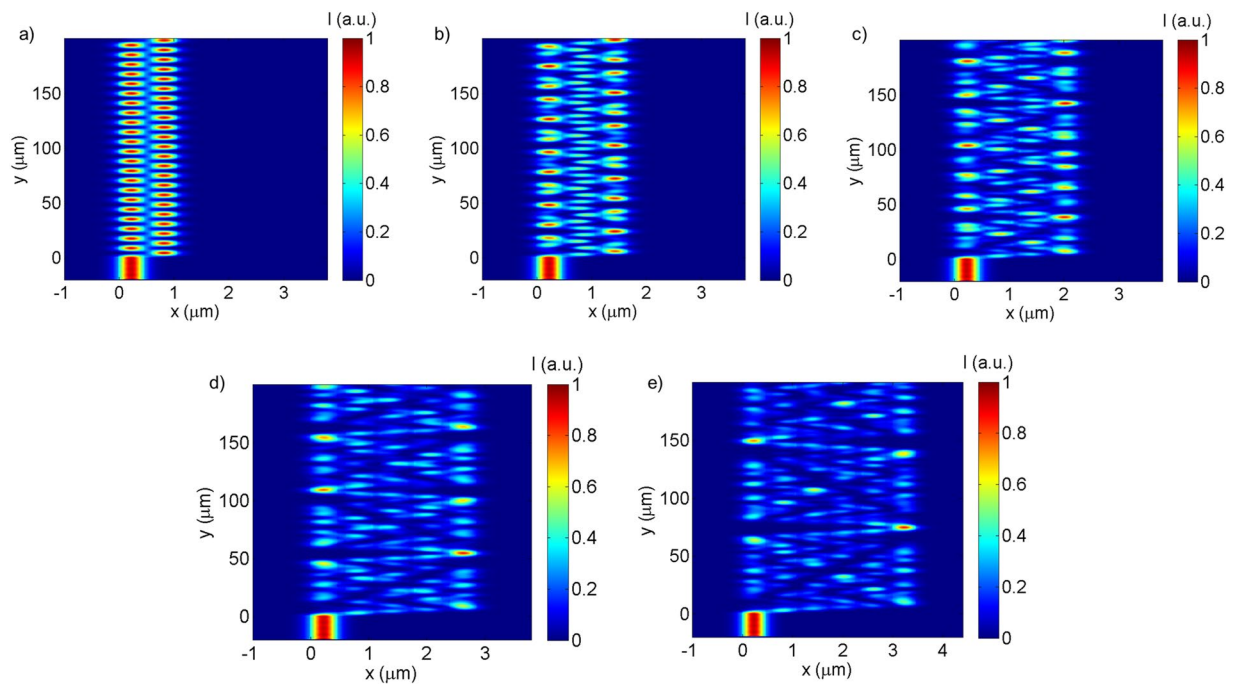 a) I (a.u.) b) I (a.u.) c) I (a.u.)
1 1 1
150 0.8 150 0.8 150 0.8
y (μm) 100 0.6 y (μm) 100 0.6 y (μm) 100 0.6
50 0.4 50 0.4 50 0.4
0 0.2 0 0.2 0 0.2
0 0 0
-1 0 1 2 3 -1 0 1 2 3 -1 0 1 2 3
x (μm) x (μm) x (μm)
d) I (a.u.) e) I (a.u.)
1 1
150 0.8 150 0.8
y (μm) 100 0.6 y (μm) 100 0.6
50 0.4 50 0.4
0 0.2 0 0.2
0 0
-1 0 1 2 3 -1 0 1 2 3 4
x (μm) x (μm)